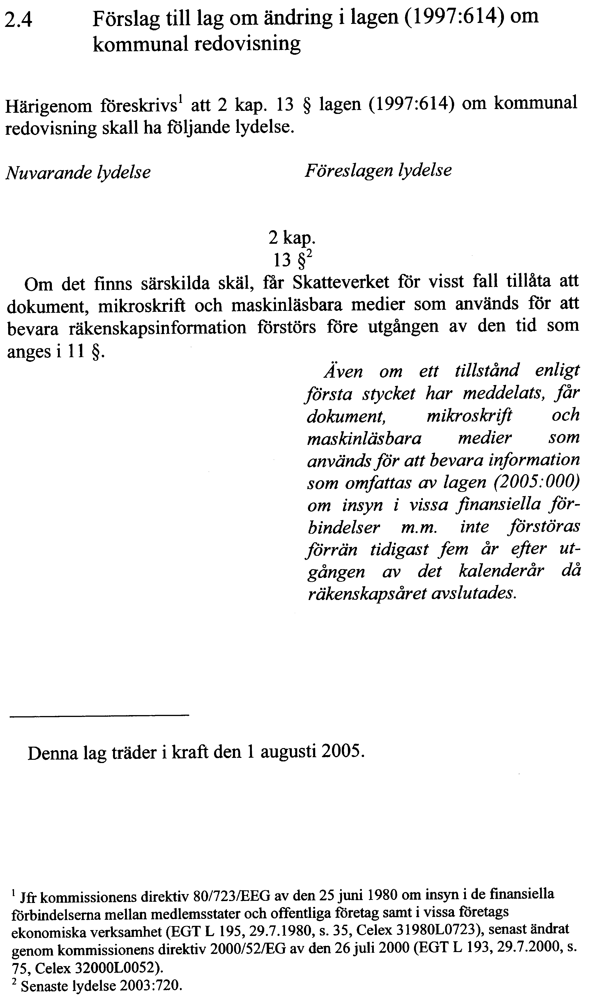 2.4 Förslag till lag om ändring i lagen (1997:614) om
kommunal redovisning
Härigenom föreskrivs¹ att 2 kap. 13 § lagen (1997:614) om kommunal
redovisning skall ha följande lydelse.
Nuvarande lydelse Föreslagen lydelse
2 kap.
13 §²
Om det finns särskilda skäl, får Skatteverket för visst fall tillåta att
dokument, mikroskrift och maskinläsbara medier som används för att
bevara räkenskapsinformation förstörs före utgången av den tid som
anges i 11 §.
Även om ett tillstånd enligt
första stycket har meddelats, får
dokument, mikroskrift och
maskinläsbara medier som
används för att bevara information
som omfattas av lagen (2005:000)
om insyn i vissa finansiella för-
bindelser m.m. inte förstöras
förrän tidigast fem år efter ut-
gången av det kalenderår då
räkenskapsåret avslutades.
Denna lag träder i kraft den 1 augusti 2005.
¹ Jfr kommissionens direktiv 80/723/EEG av den 25 juni 1980 om insyn i de finansiella
förbindelserna mellan medlemsstater och offentliga företag samt i vissa företags
ekonomiska verksamhet (EGT L 195, 29.7.1980, s. 35, Celex 31980L0723), senast ändrat
genom kommissionens direktiv 2000/52/EG av den 26 juli 2000 (EGT L 193, 29.7.2000, s.
75, Celex 32000L0052).
² Senaste lydelse 2003:720.